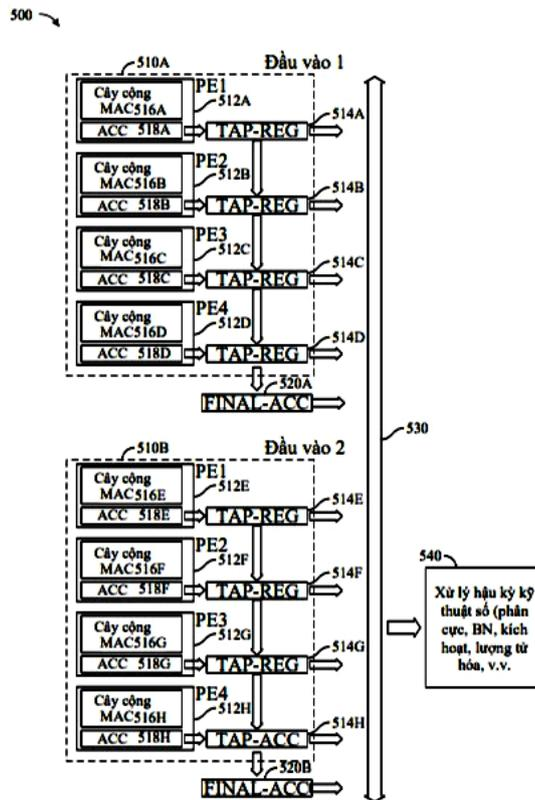 500
510A
Đầu vào 1
Cây cộng
MAC516A
ACC 518A
PE1
512A
TAP-REG
514A
Cây cộng
MAC516B
ACC 518B
PE2
512B
TAP-REG
514B
Cây cộng
MAC516C
ACC 518C
PE3
512C
TAP-REG
514C
Cây cộng
MAC516D
ACC 518D
PE4
512D
TAP-REG
514D
520A
FINAL-ACC
530
510B
Đầu vào 2
Cây cộng
MAC516E
ACC 518E
PE1
512E
TAP-REG
514E
Cây cộng
MAC516F
ACC 518F
PE2
512F
TAP-REG
514F
Cây cộng
MAC516G
ACC 518G
PE3
512G
TAP-REG
514G
Cây cộng
MAC516H
ACC 518H
PE4
512H
TAP-ACC
514H
520B
FINAL-ACC
540
Xử lý hậu kỳ kỹ
thuật số (phân
cực, BN, kích
hoạt, lượng tử
hóa, v.v.